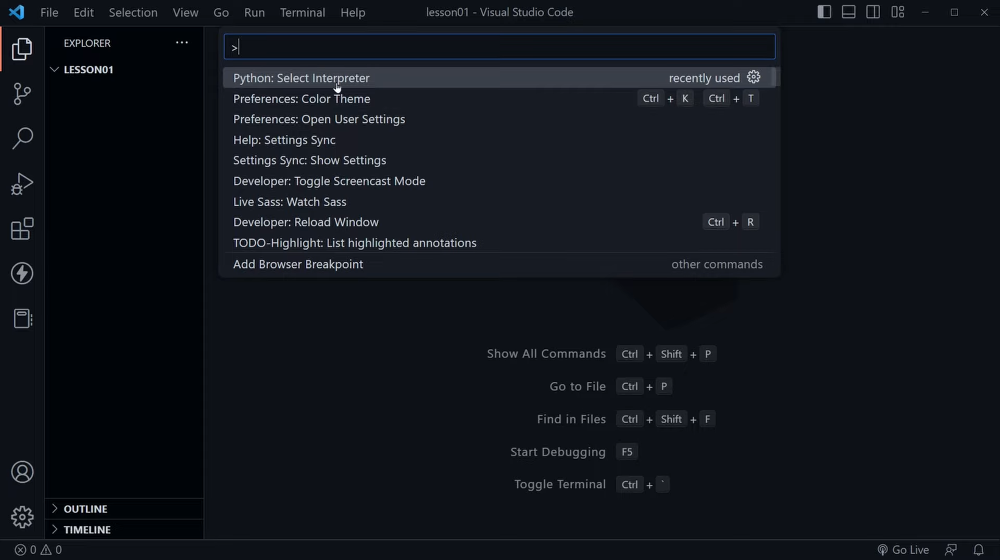 File Edit Selection View Go Run Terminal Help
lesson01 - Visual Studio Code
EXPLORER ...
LESSON01
>
Python: Select Interpreter recently used
Preferences: Color Theme Ctrl + K Ctrl + T
Preferences: Open User Settings
Help: Settings Sync
Settings Sync: Show Settings
Developer: Toggle Screencast Mode
Live Sass: Watch Sass
Developer: Reload Window Ctrl + R
TODO-Highlight: List highlighted annotations
Add Browser Breakpoint other commands
Show All Commands Ctrl + Shift + P
Go to File Ctrl + P
Find in Files Ctrl + Shift + F
Start Debugging F5
Toggle Terminal Ctrl + `
OUTLINE
TIMELINE
0 0
Go Live